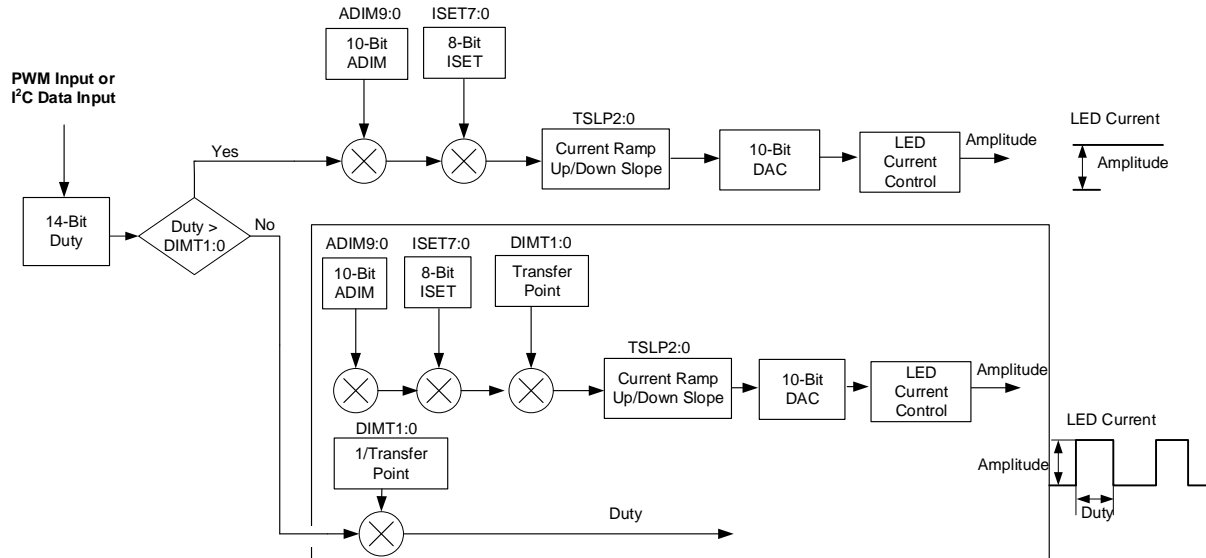 PWM Input or
I²C Data Input
14-Bit
Duty
Duty >
DIMT1:0
Yes
No
ADIM9:0
10-Bit
ADIM
ISET7:0
8-Bit
ISET
TSLP2:0
Current Ramp
Up/Down Slope
10-Bit
DAC
LED
Current
Control
Amplitude
LED Current
Amplitude
ADIM9:0
10-Bit
ADIM
ISET7:0
8-Bit
ISET
DIMT1:0
Transfer
Point
TSLP2:0
Current Ramp
Up/Down Slope
10-Bit
DAC
LED
Current
Control
Amplitude
DIMT1:0
1/Transfer
Point
Duty
LED Current
Amplitude
Duty